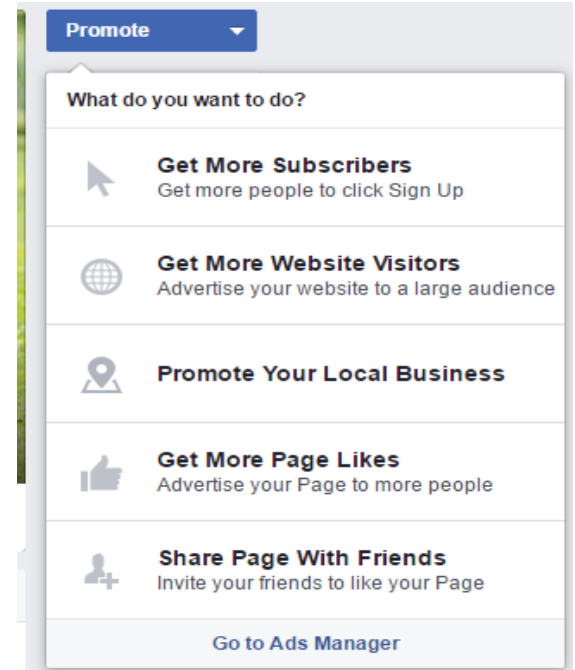 Promote
What do you want to do?
Get More Subscribers
Get more people to click Sign Up
Get More Website Visitors
Advertise your website to a large audience
Promote Your Local Business
Get More Page Likes
Advertise your Page to more people
Share Page With Friends
Invite your friends to like your Page
Go to Ads Manager